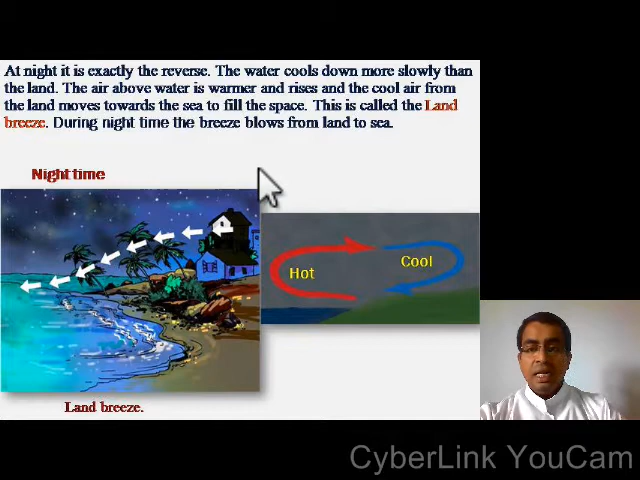 At night it is exactly the reverse. The water cools down more slowly than
the land. The air above water is warmer and rises and the cool air from
the land moves towards the sea to fill the space. This is called the Land
breeze. During night time the breeze blows from land to sea.
Night time
Hot
Cool
Land breeze.
CyberLink YouCam